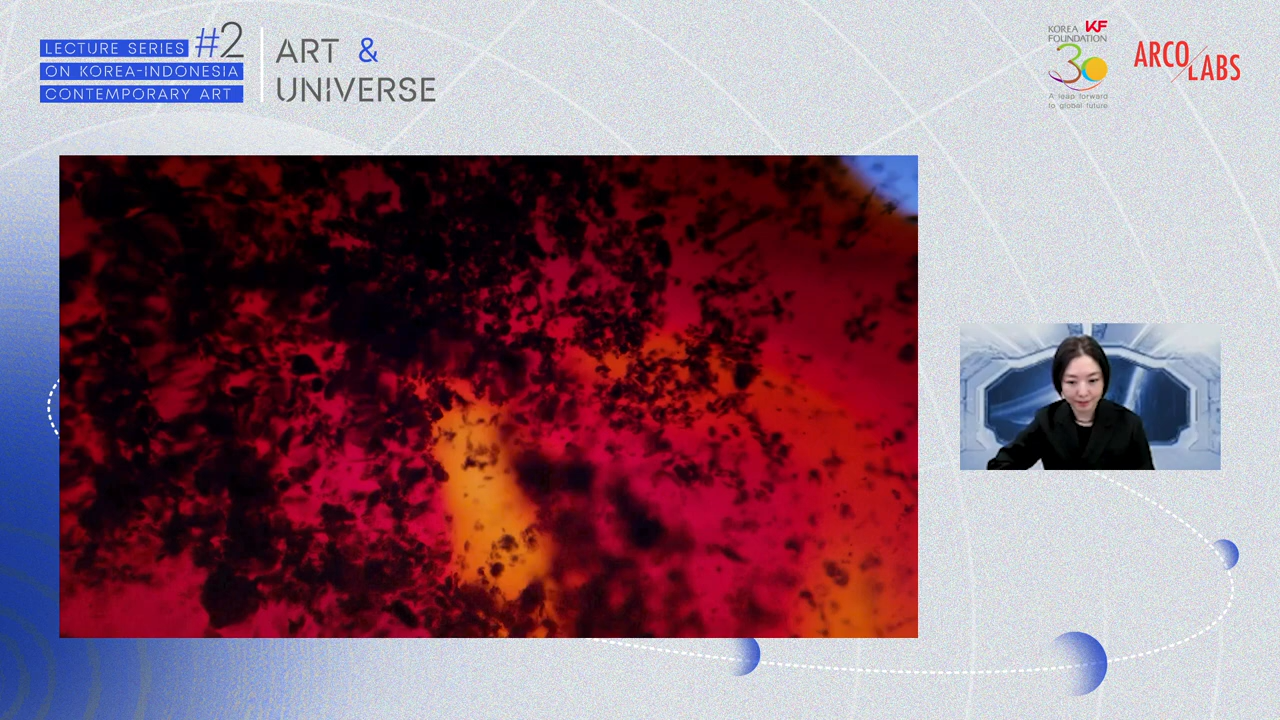 LECTURE SERIES #2
ON KOREA-INDONESIA
CONTEMPORARY ART
ART &
UNIVERSE
KOREA KF
FOUNDATION
30
A leap forward
to global future
ARCO
LABS